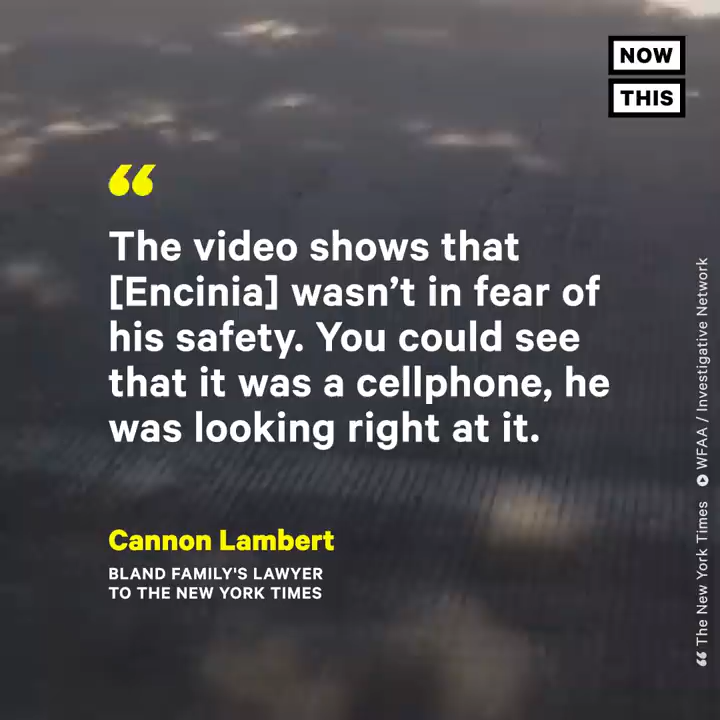 NOW
THIS
“
The video shows that
[Encinia] wasn’t in fear of
his safety. You could see
that it was a cellphone, he
was looking right at it.
Cannon Lambert
BLAND FAMILY'S LAWYER
TO THE NEW YORK TIMES
“ The New York Times WFAA / Investigative Network